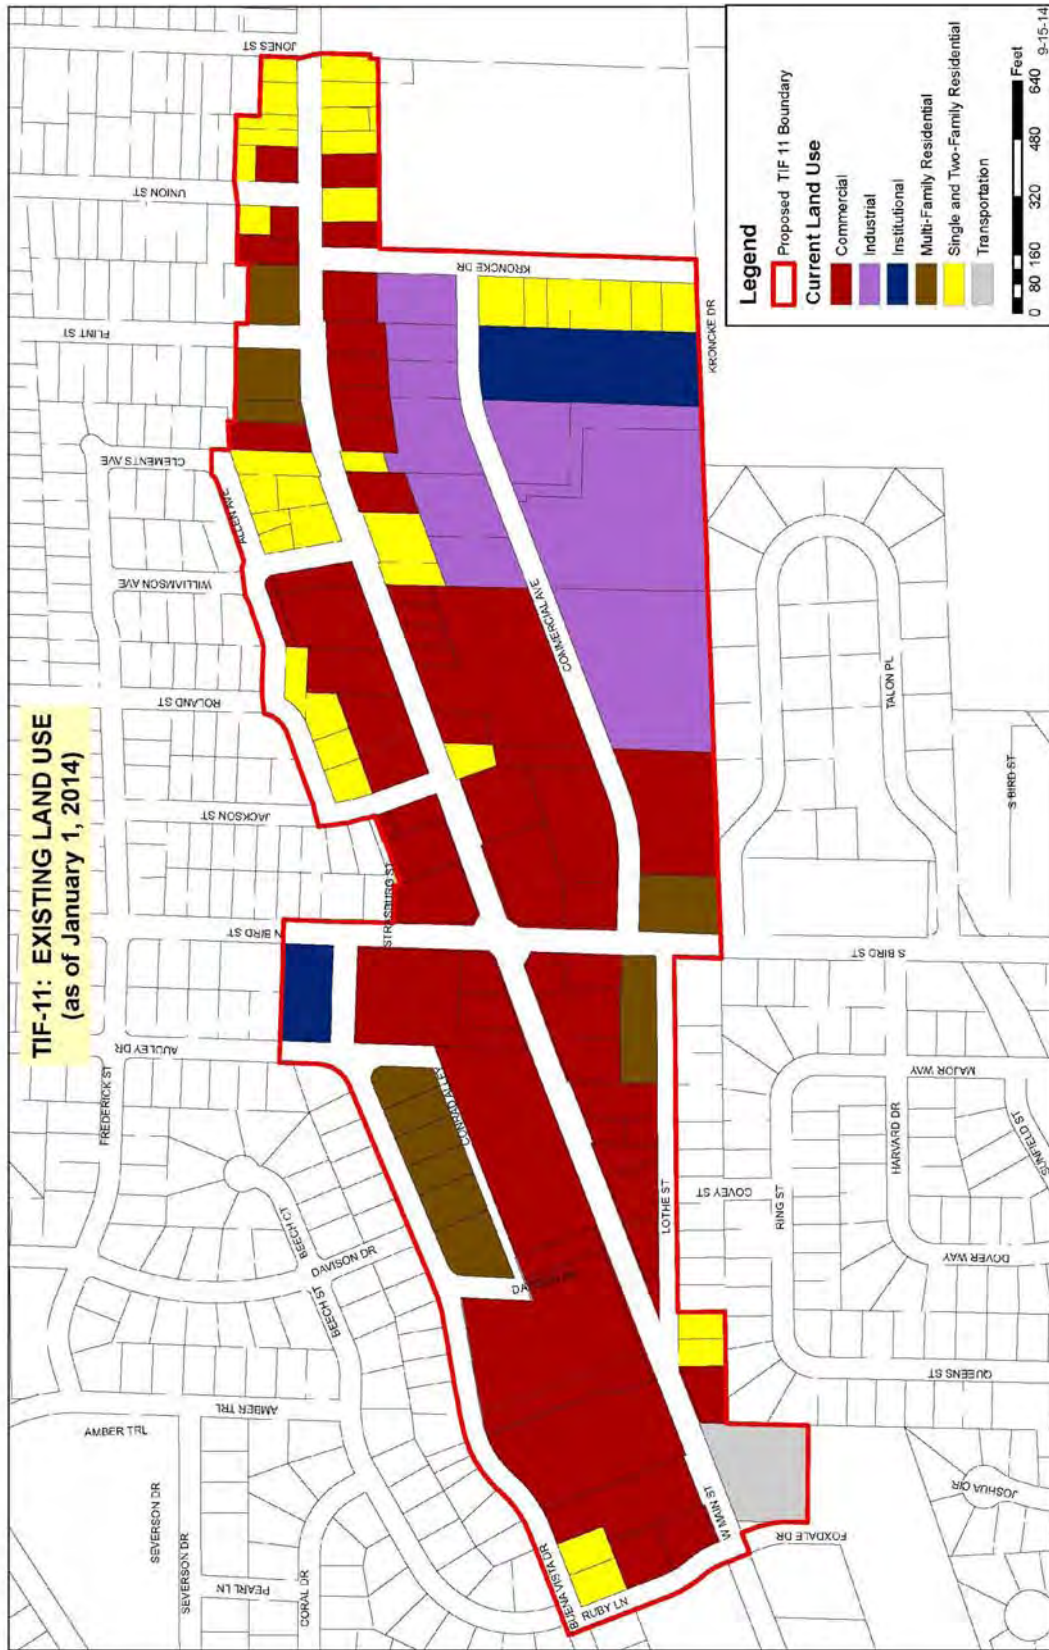 TIF-11: EXISTING LAND USE
(as of January 1, 2014)
JONES ST
UNION ST
FLINT ST
CLEMENTS AVE
ALLEN AVE
WILLIAMSON AVE
ROLAND ST
JACKSON ST
STRASBURG ST
N BIRD ST
AULEY DR
FREDERICK ST
BEECH CT
DAVISON DR
BEECH ST
AMBER TRL
AMBER TRL
SEVERSON DR
SEVERSON DR
PEARL LN
CORAL DR
CONRAD ALLEY
BUENA VISTA DR
RUBY LN
W MAIN ST
FOXDALE DR
JOSHUA CIR
QUEENS ST
LOTHE ST
COVEY ST
RING ST
HARVARD DR
DOVER WAY
MAJOR WAY
SUNFIELD ST
S BIRD ST
S BIRD ST
TALON PL
COMMERCIAL AVE
KRONCKE DR
KRONCKE DR
Legend
Proposed TIF 11 Boundary
Current Land Use
Commercial
Industrial
Institutional
Multi-Family Residential
Single and Two-Family Residential
Transportation
Feet
0 80 160 320 480 640
9-15-14